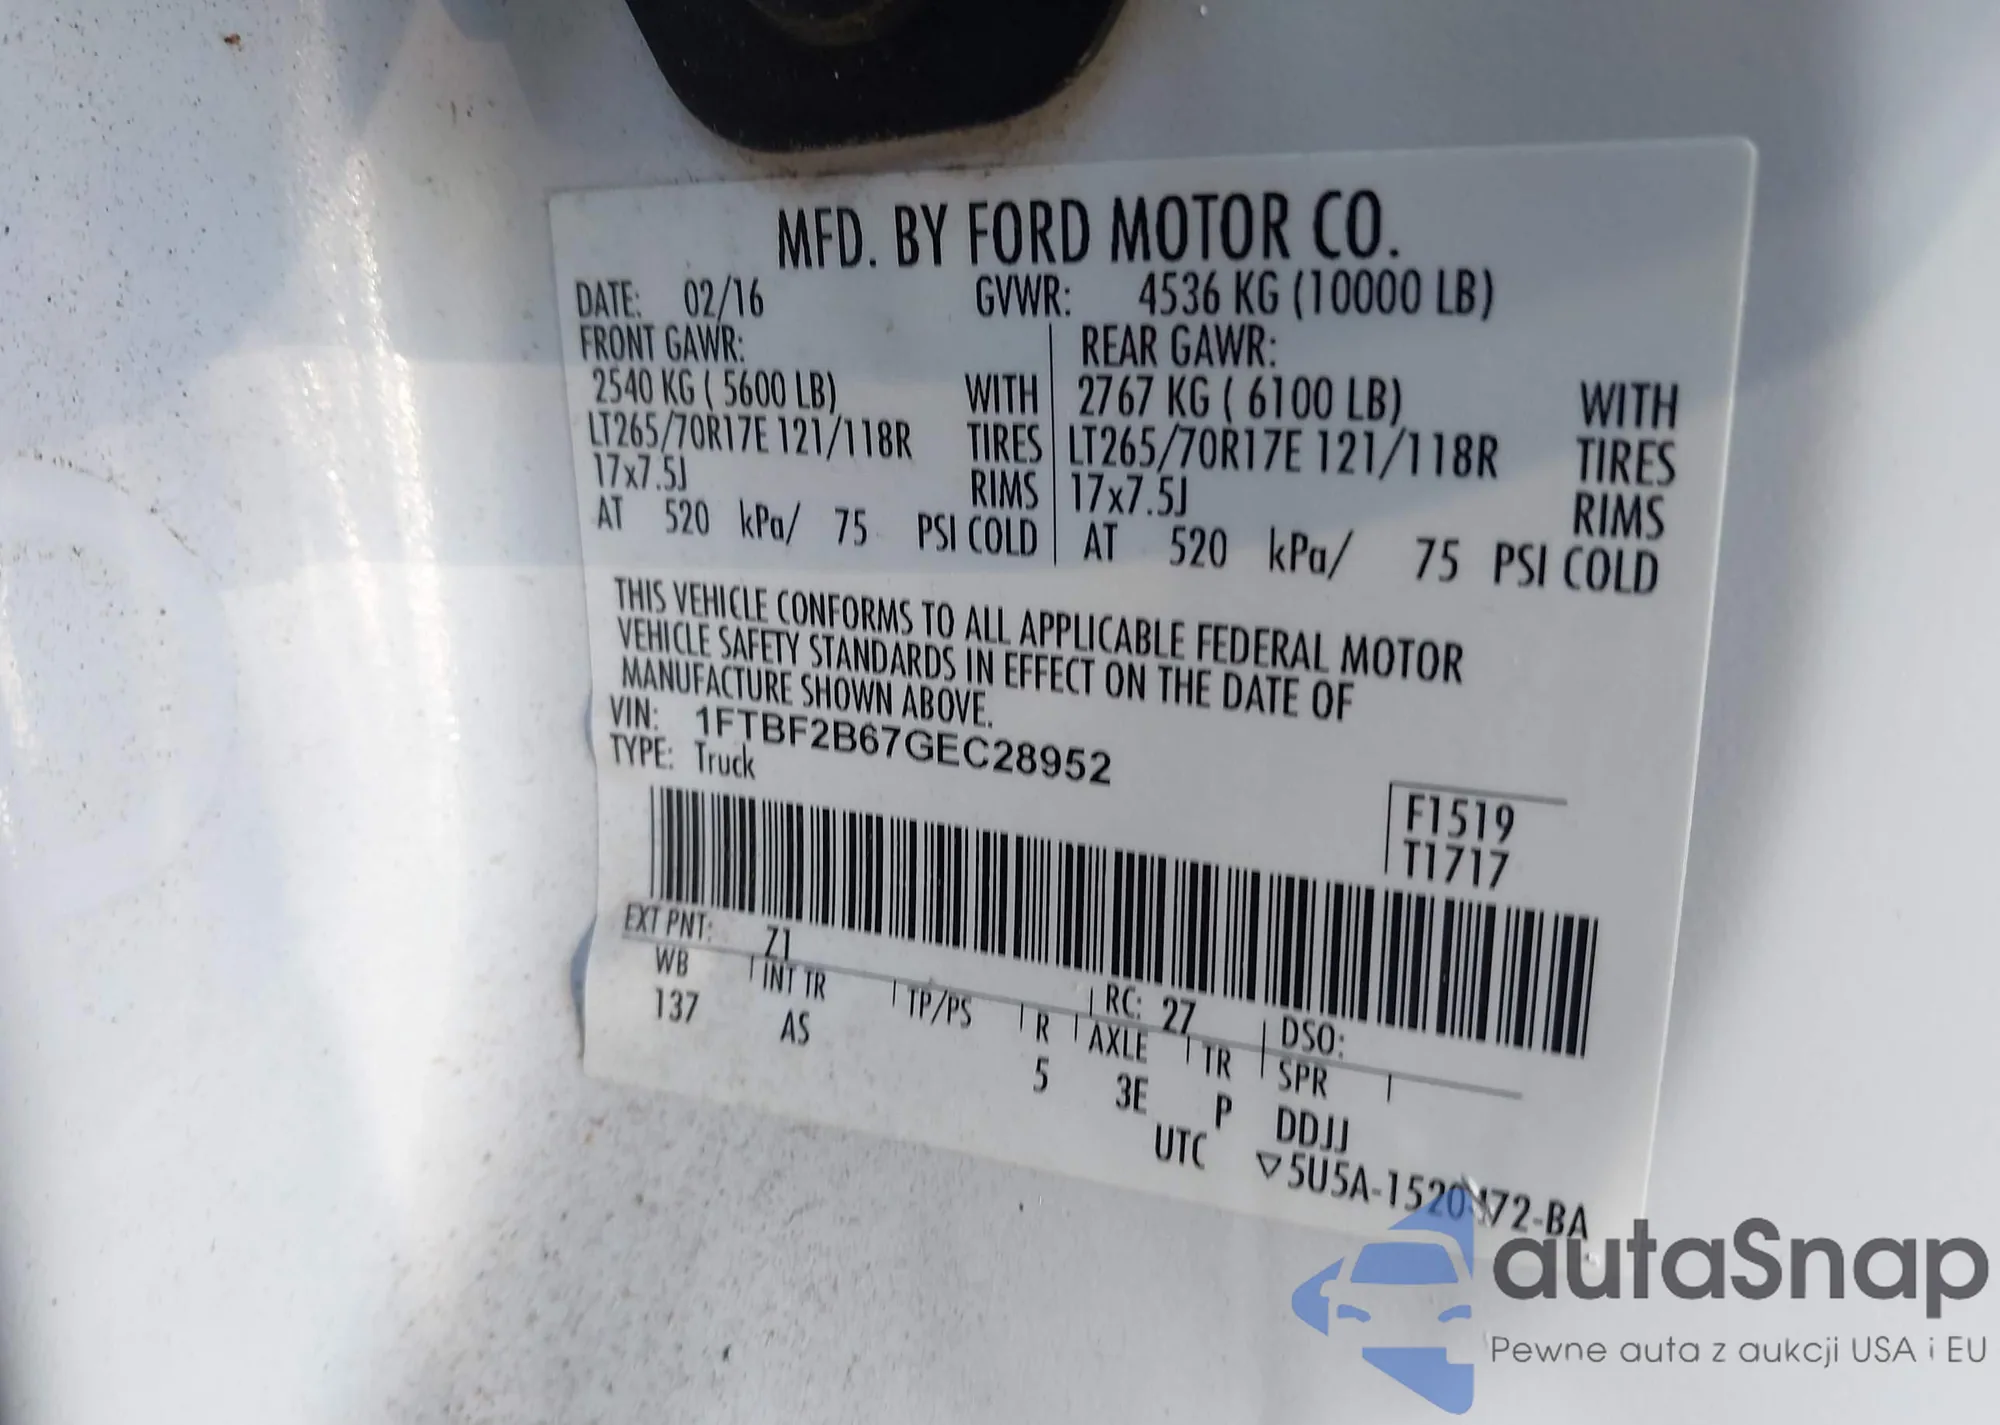 MFD. BY FORD MOTOR CO.
DATE: 02/16 GVWR: 4536 KG (10000 LB)
FRONT GAWR: REAR GAWR:
2540 KG ( 5600 LB) WITH 2767 KG ( 6100 LB) WITH
LT265/70R17E 121/118R TIRES LT265/70R17E 121/118R TIRES
17x7.5J RIMS 17x7.5J RIMS
AT 520 kPa/ 75 PSI COLD AT 520 kPa/ 75 PSI COLD
THIS VEHICLE CONFORMS TO ALL APPLICABLE FEDERAL MOTOR
VEHICLE SAFETY STANDARDS IN EFFECT ON THE DATE OF
MANUFACTURE SHOWN ABOVE.
VIN: 1FTBF2B67GEC28952
TYPE: Truck
F1519
T1717
EXT PNT: Z1 RC: 27 DSO:
WB INT TR TP/PS R AXLE TR SPR
137 AS 5 3E P DDJJ
UTC ▽5U5A-1520472-BA
autaSnap
Pewne auta z aukcji USA i EU